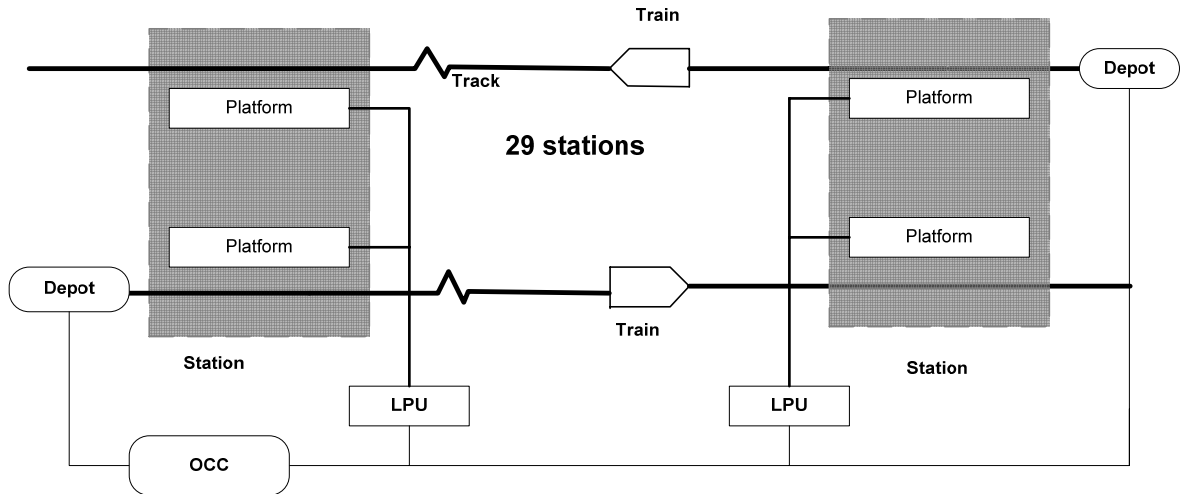 Train
Depot
Track
Platform
Platform
29 stations
Platform
Platform
Depot
Train
Station
Station
LPU
LPU
OCC